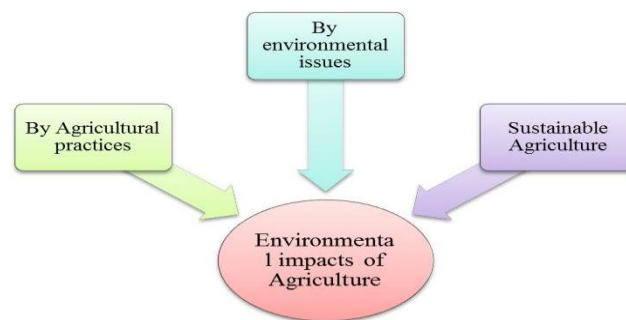 By
environmental
issues
By Agricultural
practices
Sustainable
Agriculture
Environmenta
l impacts of
Agriculture